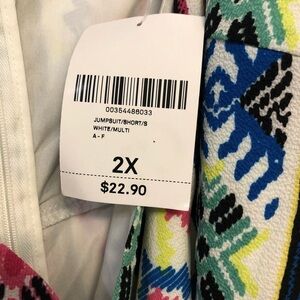 00354486033
JUMPSUIT/SHORT/S
WHITE/MULTI
A - F
2X
$22.90